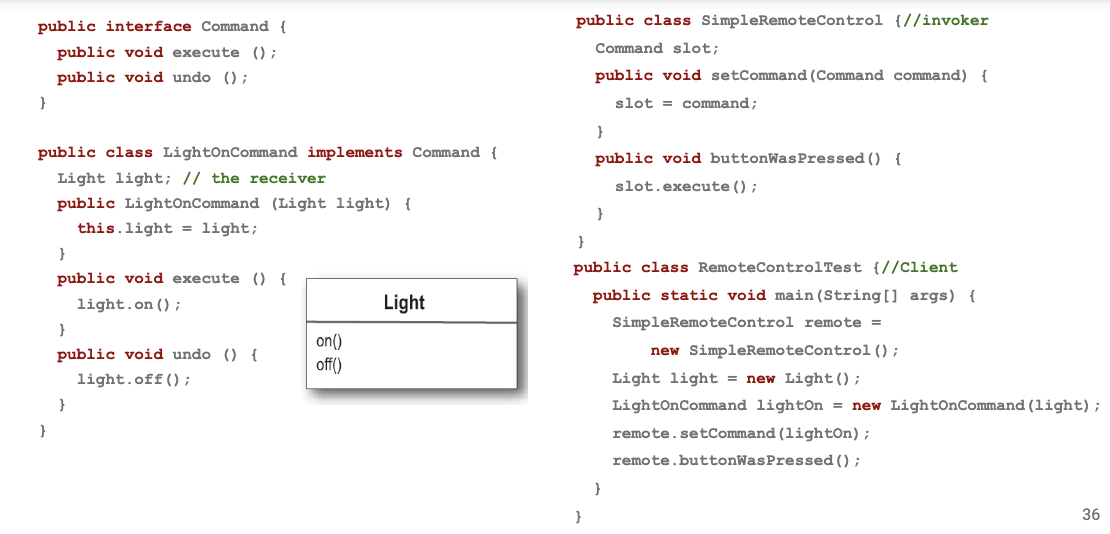 public interface Command {
public void execute ();
public void undo ();
}
public class LightOnCommand implements Command {
Light light; // the receiver
public LightOnCommand (Light light) {
this.light = light;
}
public void execute () {
light.on();
}
public void undo () {
light.off();
}
}
Light
on()
off()
public class SimpleRemoteControl {//invoker
Command slot;
public void setCommand(Command command) {
slot = command;
}
public void buttonWasPressed() {
slot.execute();
}
}
public class RemoteControlTest {//Client
public static void main(String[] args) {
SimpleRemoteControl remote =
new SimpleRemoteControl();
Light light = new Light();
LightOnCommand lightOn = new LightOnCommand(light);
remote.setCommand(lightOn);
remote.buttonWasPressed();
}
}
36